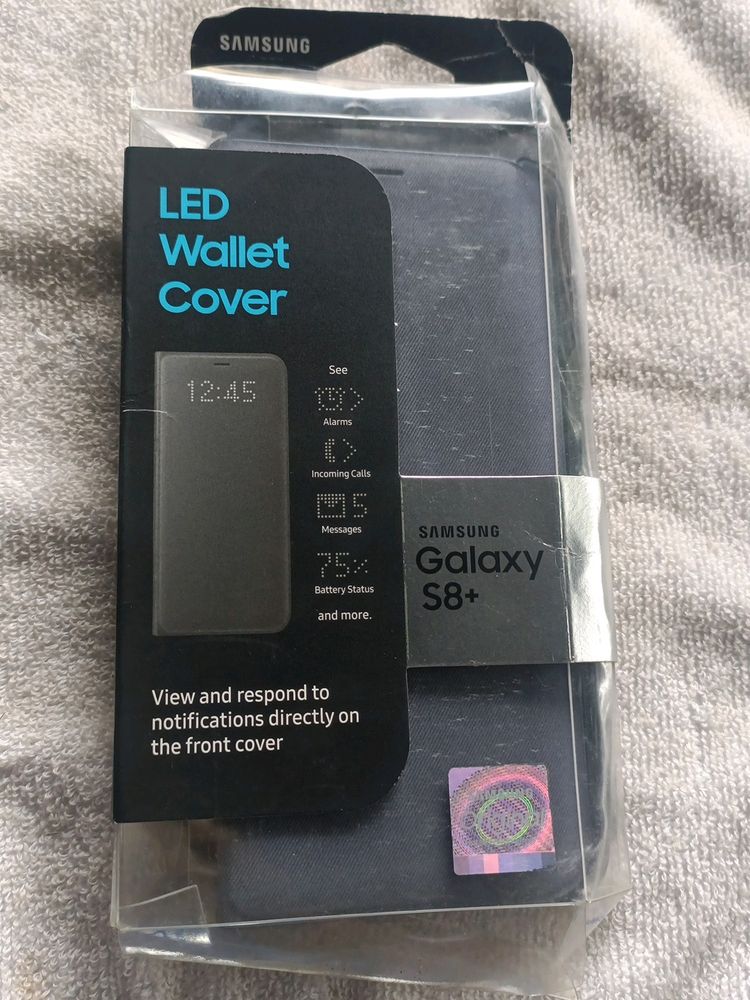 SAMSUNG
LED
Wallet
Cover
12:45
See
Alarms
Incoming Calls
5
Messages
75%
Battery Status
and more.
View and respond to
notifications directly on
the front cover
SAMSUNG
Galaxy
S8+